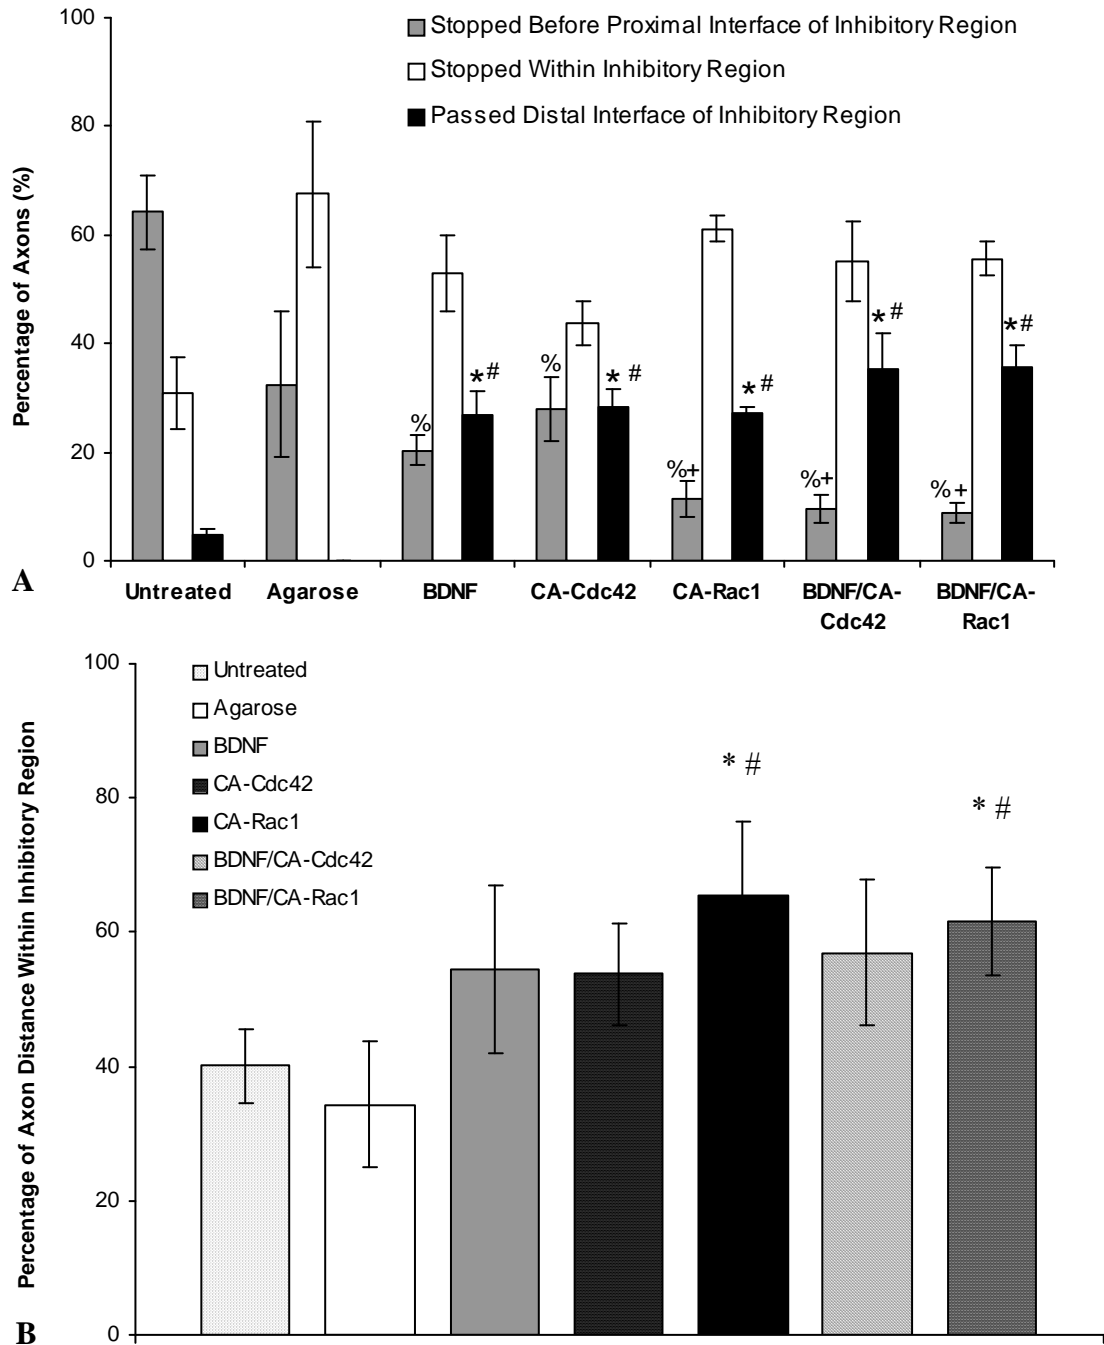 100
80
60
40
20
0
Percentage of Axons (%)
Stopped Before Proximal Interface of Inhibitory Region
Stopped Within Inhibitory Region
Passed Distal Interface of Inhibitory Region
% *# % * # %+ *# %+ *# %+ *#
A
Untreated Agarose BDNF CA-Cdc42 CA-Rac1 BDNF/CA- BDNF/CA-
Cdc42 Rac1
100
80
60
40
20
0
Percentage of Axon Distance Within Inhibitory Region
Untreated
Agarose
BDNF
CA-Cdc42
CA-Rac1
BDNF/CA-Cdc42
BDNF/CA-Rac1
* #
* #
B